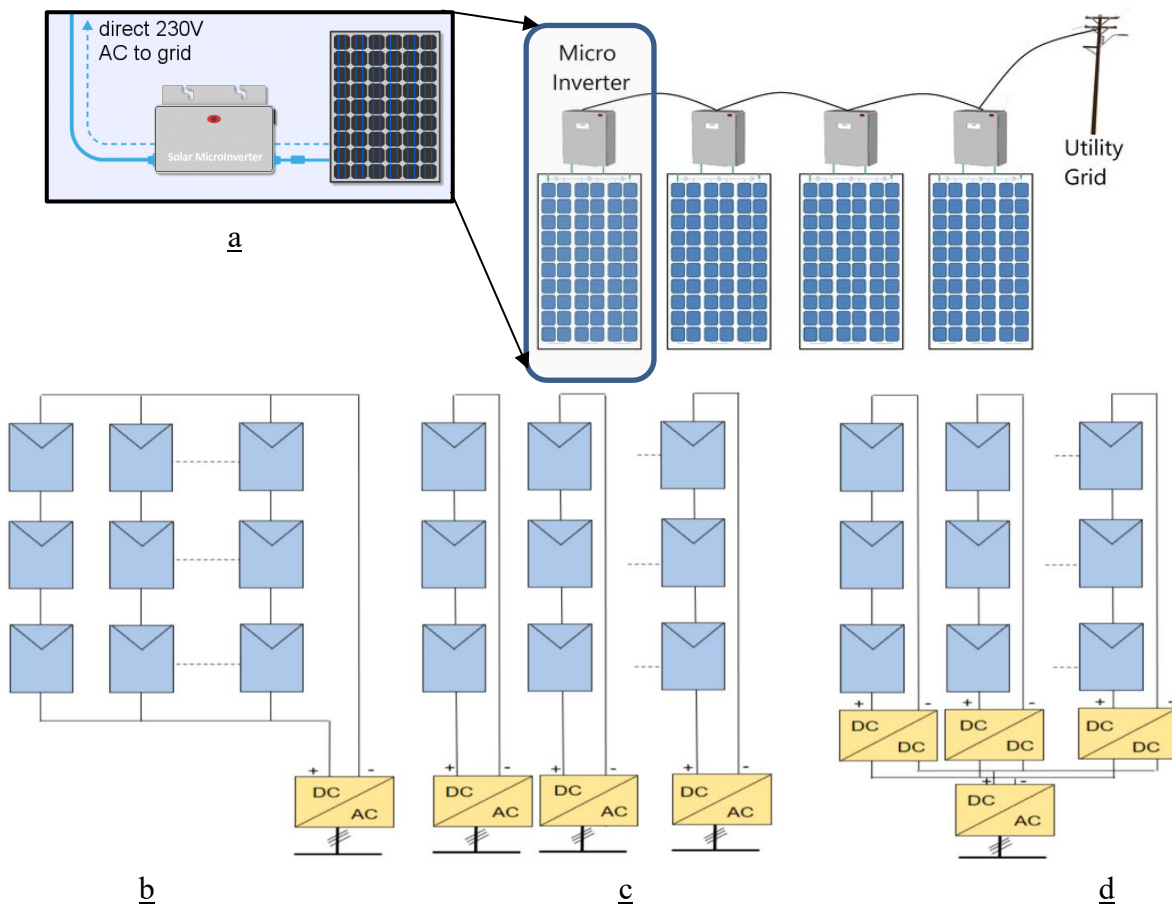 direct 230V
AC to grid
Solar MicroInverter
a
Micro
Inverter
Utility
Grid
+ -
DC
AC
b
+ -
DC
AC
+ -
DC
AC
+ -
DC
AC
c
+ -
DC
DC
+ -
DC
DC
+ -
DC
DC
+ -
DC
AC
d